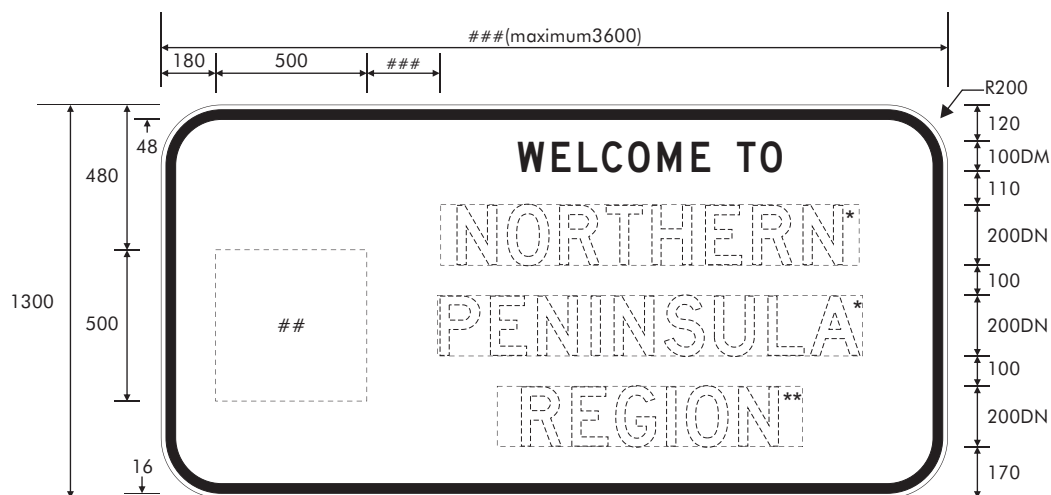 ###(maximum3600)
180 500 ###
R200
48
480
1300
500
16
##
WELCOME TO
NORTHERN*
PENINSULA*
REGION**
120
100DM
110
200DN
100
200DN
100
200DN
170